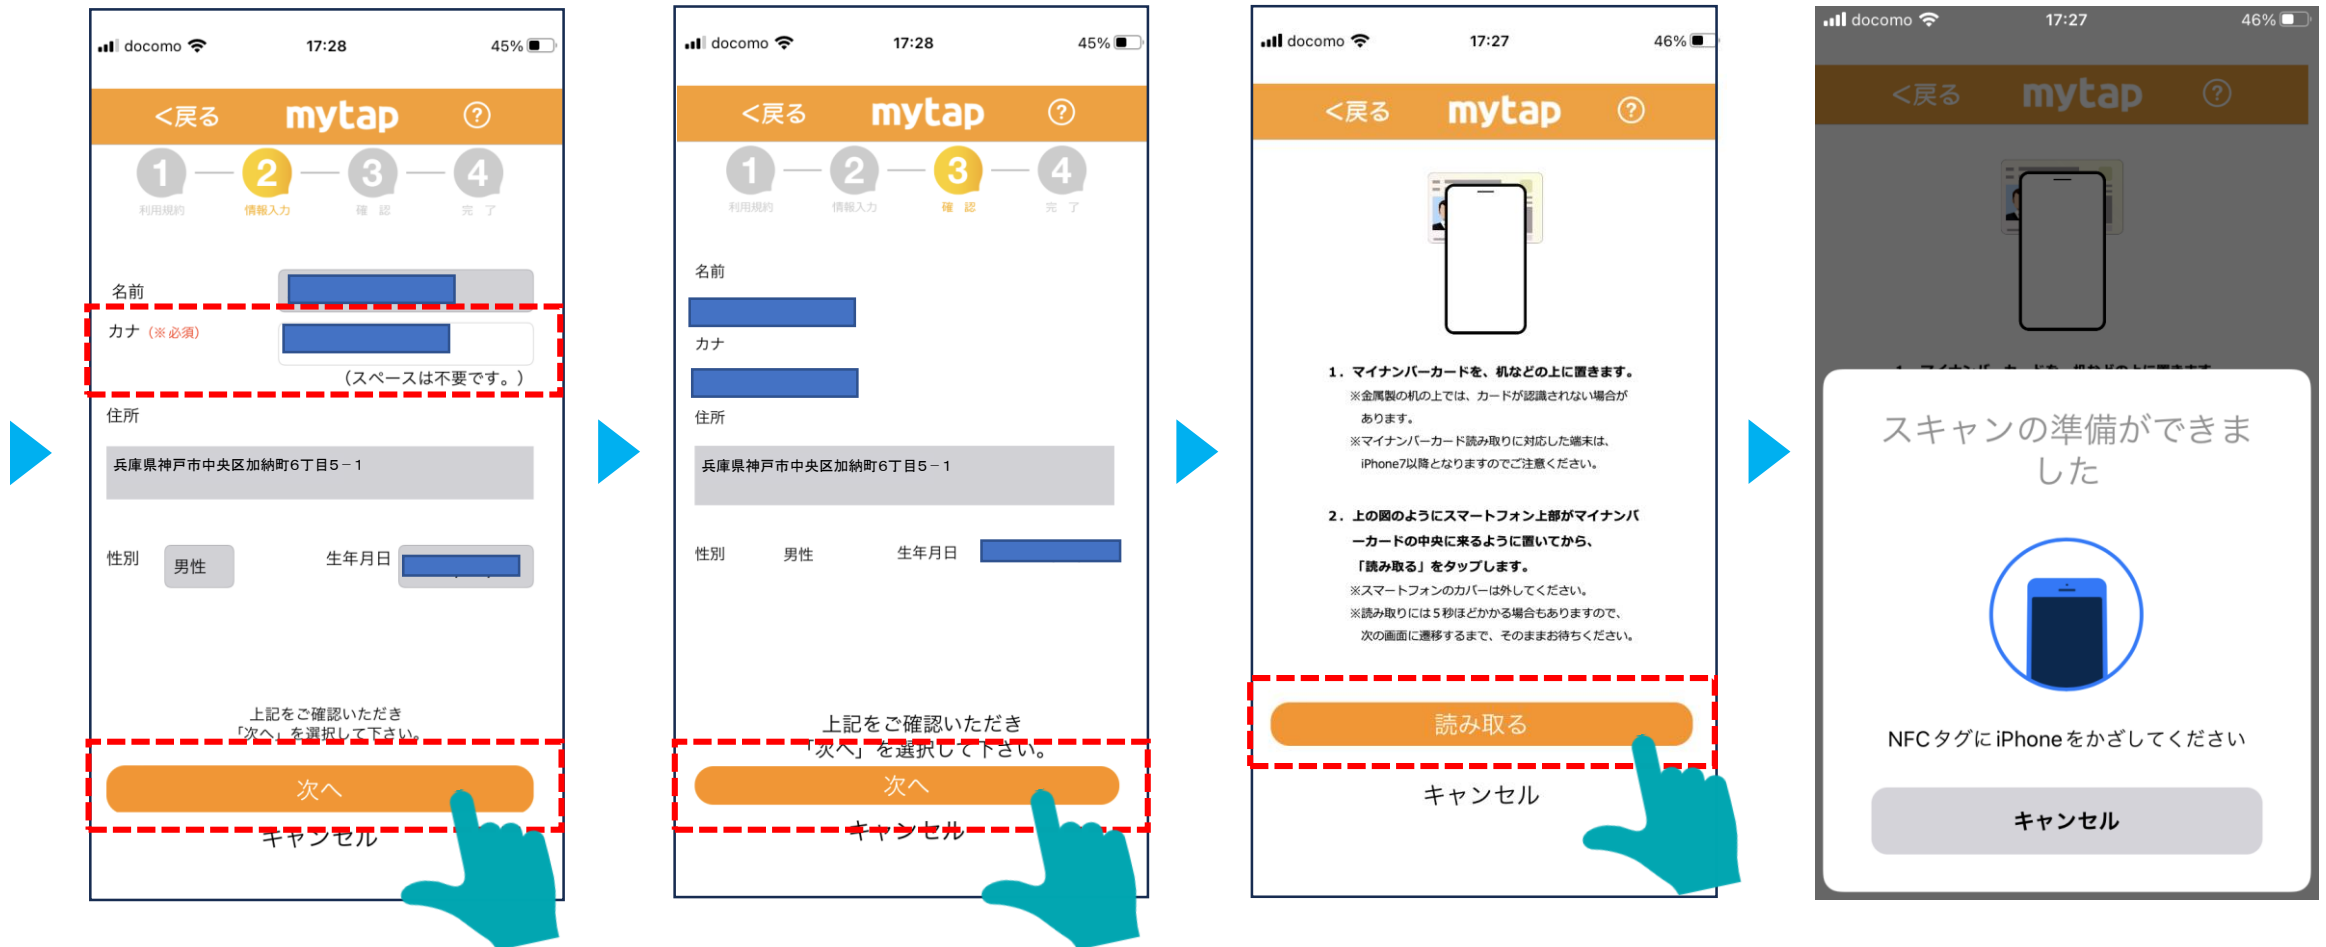 docomo 17:28 45%
<戻る mytap ?
1 2 3 4
利用規約 情報入力 確 認 完 了
名前
カナ (※必須)
(スペースは不要です。)
住所
兵庫県神戸市中央区加納町6丁目5－1
性別 男性 生年月日
上記をご確認いただき
「次へ」を選択して下さい。
次へ
キャンセル
docomo 17:28 45%
<戻る mytap ?
1 2 3 4
利用規約 情報入力 確 認 完 了
名前
カナ
住所
兵庫県神戸市中央区加納町6丁目5－1
性別 男性 生年月日
上記をご確認いただき
「次へ」を選択して下さい。
次へ
キャンセル
docomo 17:27 46%
<戻る mytap ?
1. マイナンバーカードを、机などの上に置きます。
※金属製の机の上では、カードが認識されない場合が
あります。
※マイナンバーカード読み取りに対応した端末は、
iPhone7以降となりますのでご注意ください。
2. 上の図のようにスマートフォン上部がマイナンバ
ーカードの中央に来るように置いてから、
「読み取る」をタップします。
※スマートフォンのカバーは外してください。
※読み取りには５秒ほどかかる場合もありますので、
次の画面に遷移するまで、そのままお待ちください。
読み取る
キャンセル
docomo 17:27 46%
<戻る mytap ?
スキャンの準備ができま
した
NFCタグにiPhoneをかざしてください
キャンセル